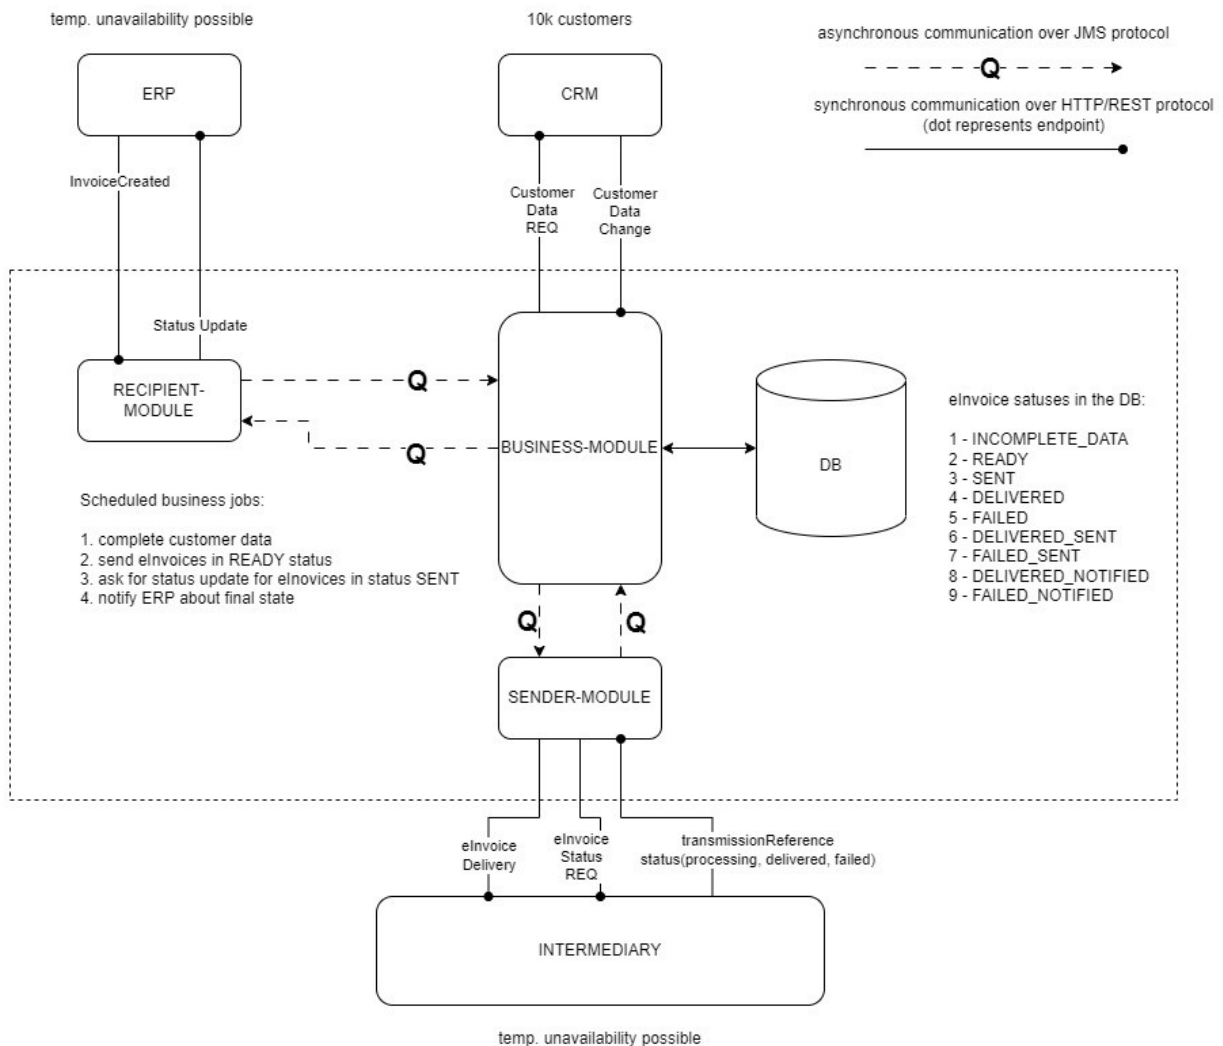 temp. unavailability possible
10k customers
asynchronous communication over JMS protocol
Q
synchronous communication over HTTP/REST protocol
(dot represents endpoint)
ERP
CRM
InvoiceCreated
Status Update
Customer
Data
REQ
Customer
Data
Change
RECIPIENT-
MODULE
Q
Q
BUSINESS-MODULE
DB
eInvoice satuses in the DB:
1 - INCOMPLETE_DATA
2 - READY
3 - SENT
4 - DELIVERED
5 - FAILED
6 - DELIVERED_SENT
7 - FAILED_SENT
8 - DELIVERED_NOTIFIED
9 - FAILED_NOTIFIED
Scheduled business jobs:
1. complete customer data
2. send eInvoices in READY status
3. ask for status update for eInovices in status SENT
4. notify ERP about final state
Q
Q
SENDER-MODULE
eInvoice
Delivery
eInvoice
Status
REQ
transmissionReference
status(processing, delivered, failed)
INTERMEDIARY
temp. unavailability possible